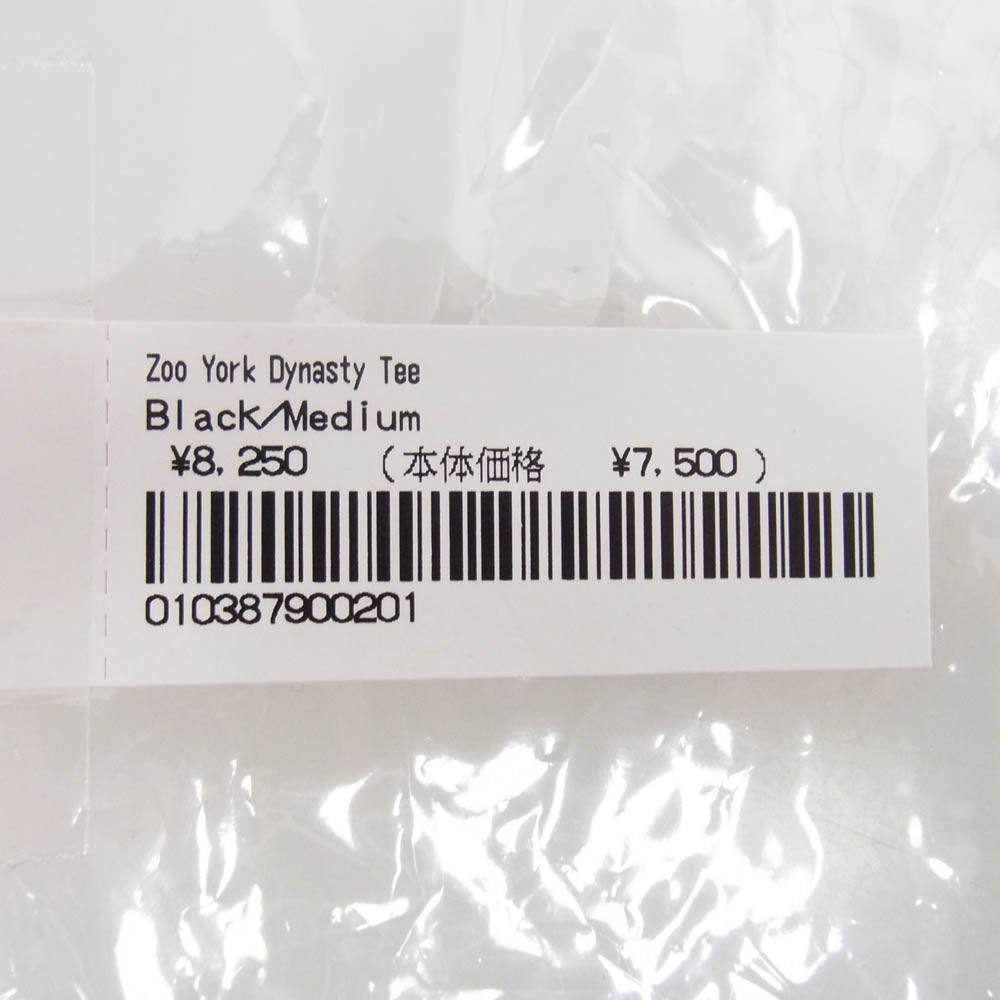 Zoo York Dynasty Tee
Black/Medium
¥8,250 (本体価格 ¥7,500)
010387900201